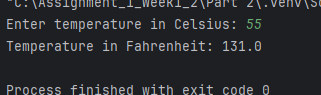 "C:\Assignment_1_Week1_2\Part 2\.venv\Sc
Enter temperature in Celsius: 55
Temperature in Fahrenheit: 131.0
Process finished with exit code 0